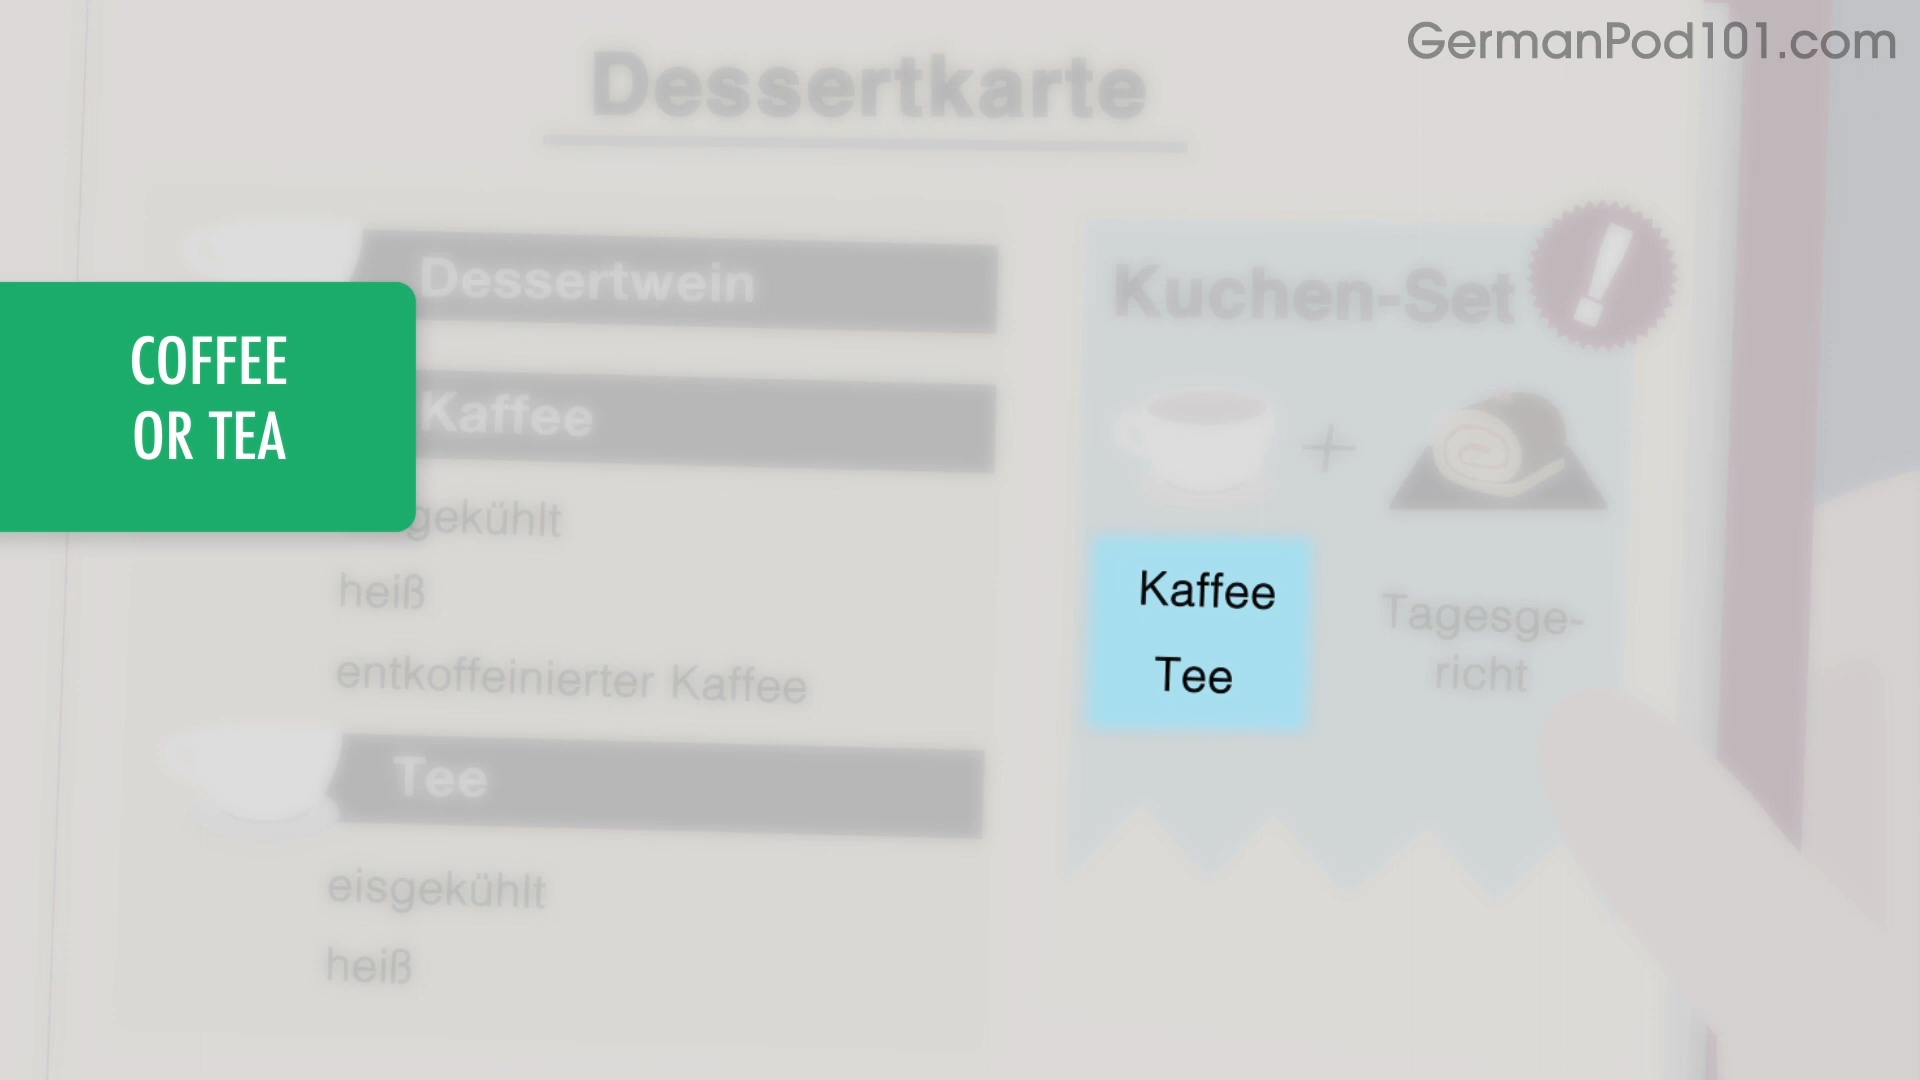 GermanPod101.com
Dessertkarte
Dessertwein
COFFEE
OR TEA
Kaffee
gekühlt
heiß
entkoffeinierter Kaffee
Tee
eisgekühlt
heiß
Kuchen-Set
!
+
Kaffee
Tee
Tagesge-
richt